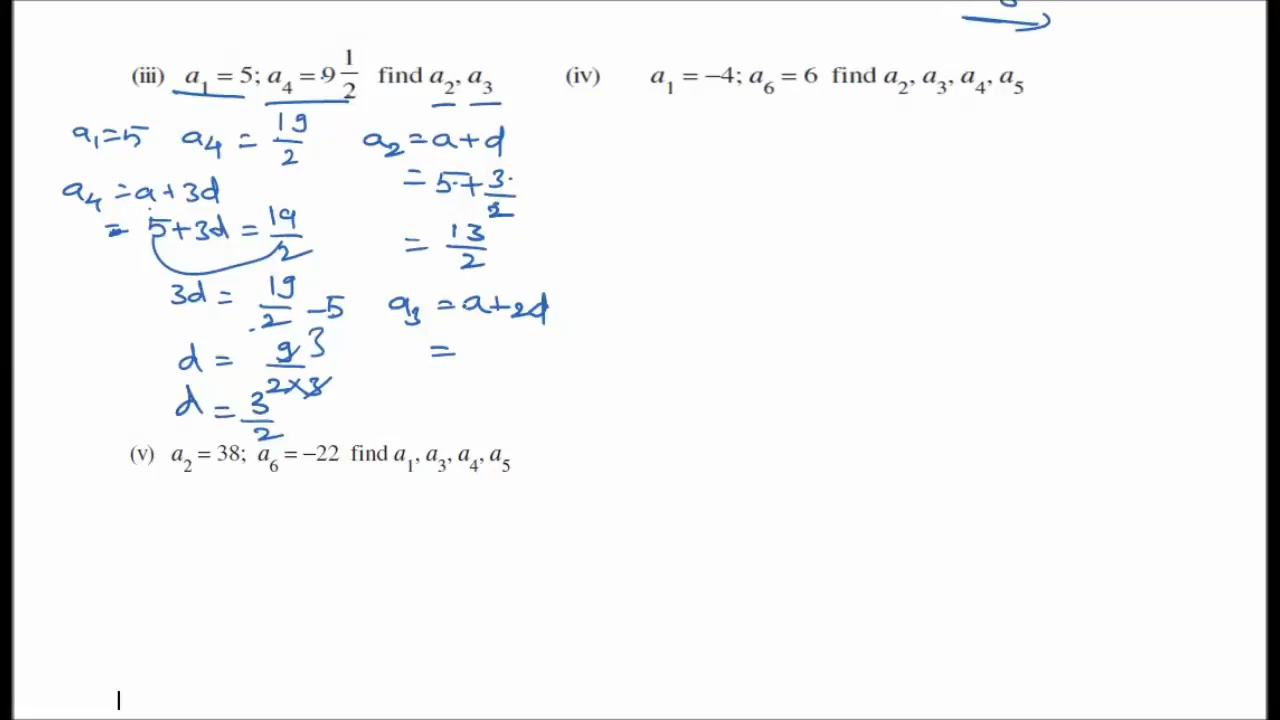 (iii) a₁ = 5; a₄ = 9 1/2 find a₂, a₃
a₁ = 5 a₄ = 19/2
a₄ = a + 3d
= 5 + 3d = 19/2
3d = 19/2 - 5
d = 9 3/2×3
d = 3/2
a₂ = a + d
= 5 + 3/2
= 13/2
a₃ = a + 2d
=
(iv) a₁ = −4; a₆ = 6 find a₂, a₃, a₄, a₅
(v) a₂ = 38; a₆ = −22 find a₁, a₃, a₄, a₅